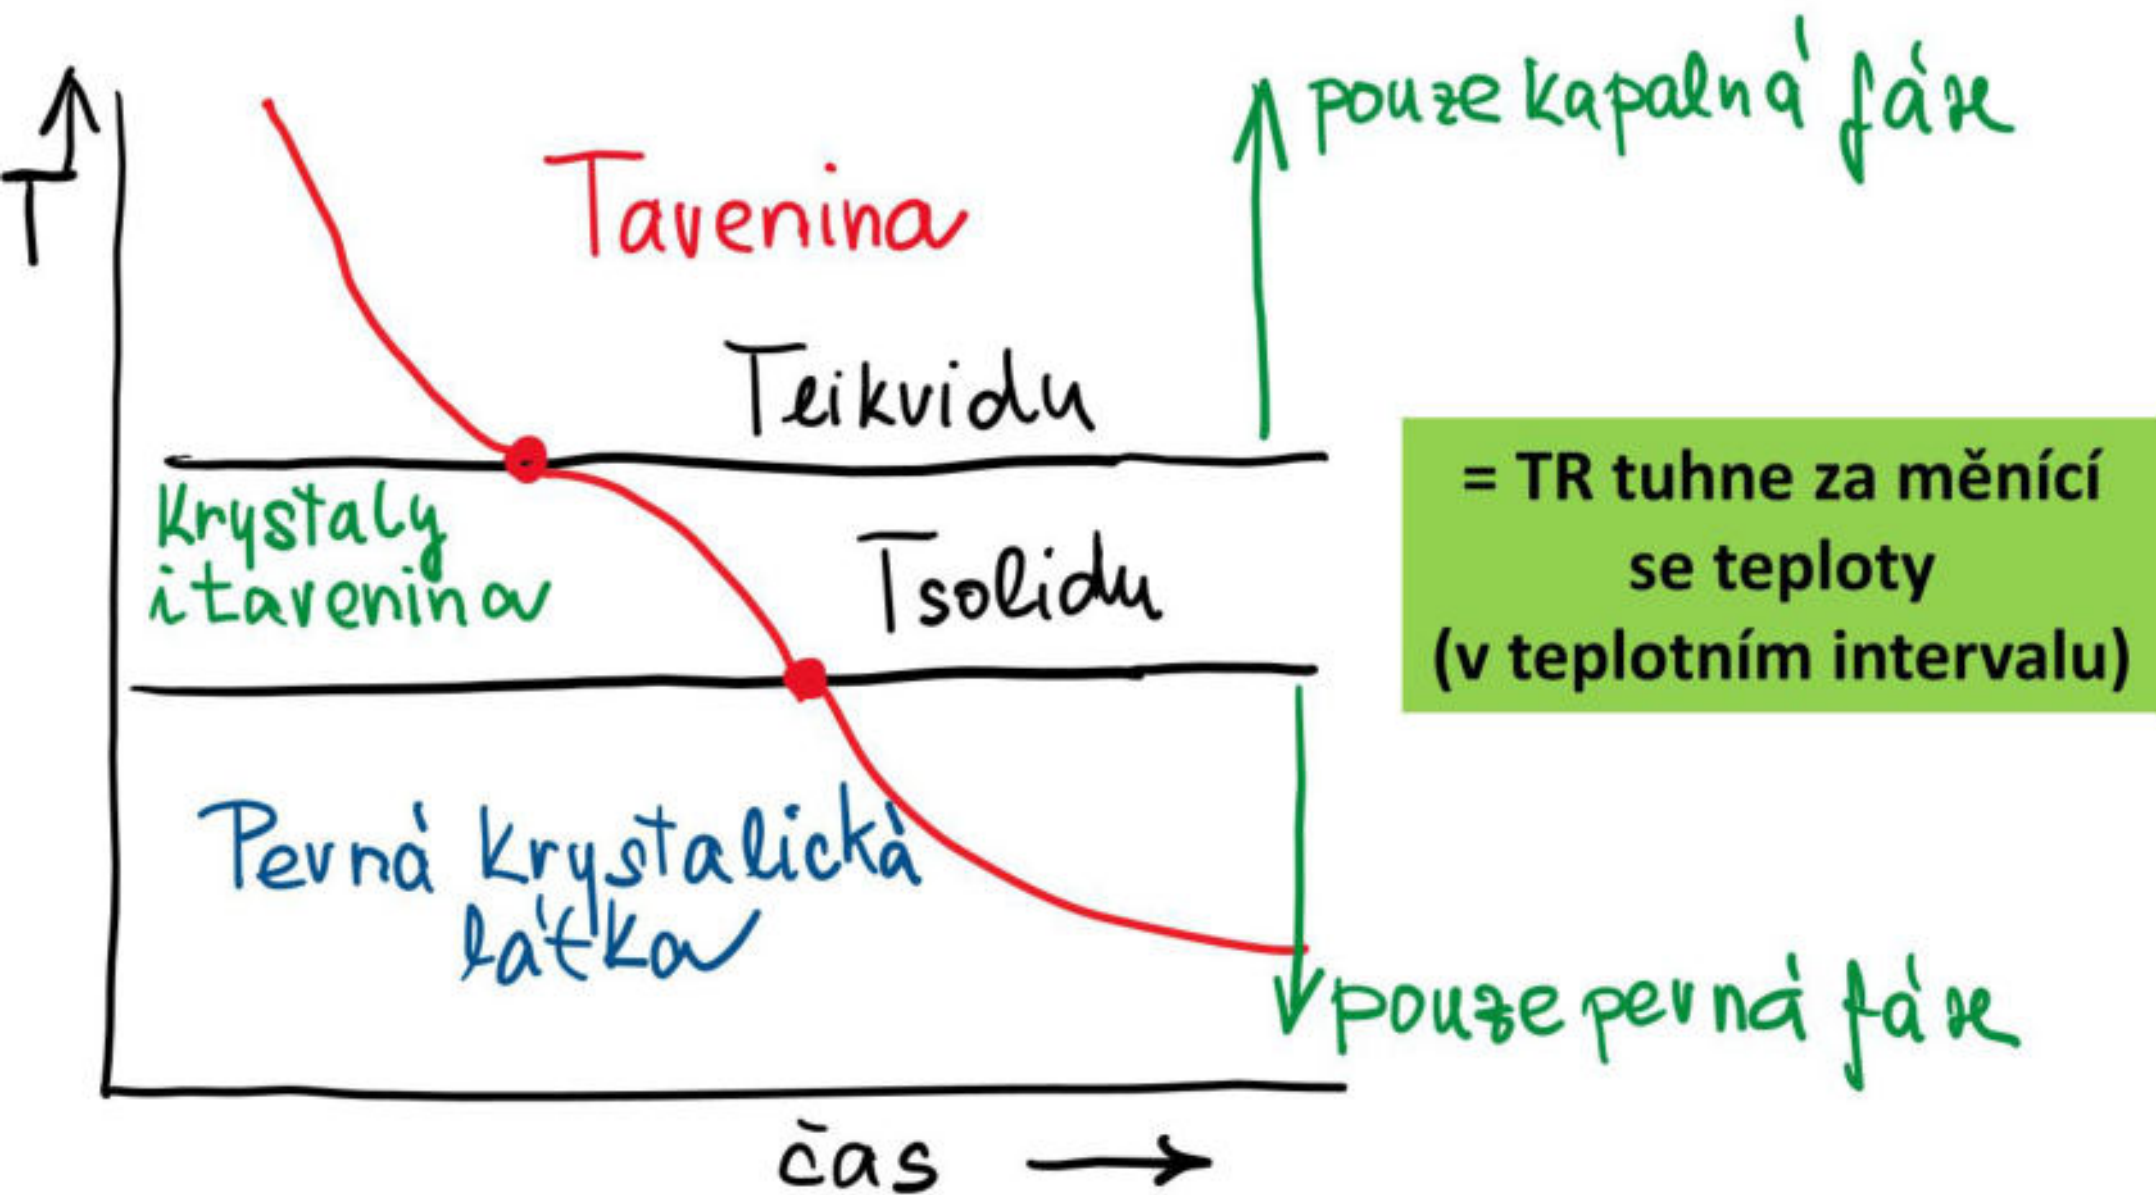 T
pouze kapalná fáze
Tavenina
Tlikvidu
= TR tuhne za měnící
se teploty
(v teplotním intervalu)
Krystaly
i tavenina
Tsolidu
Pevná krystalická
látka
pouze pevná fáze
čas